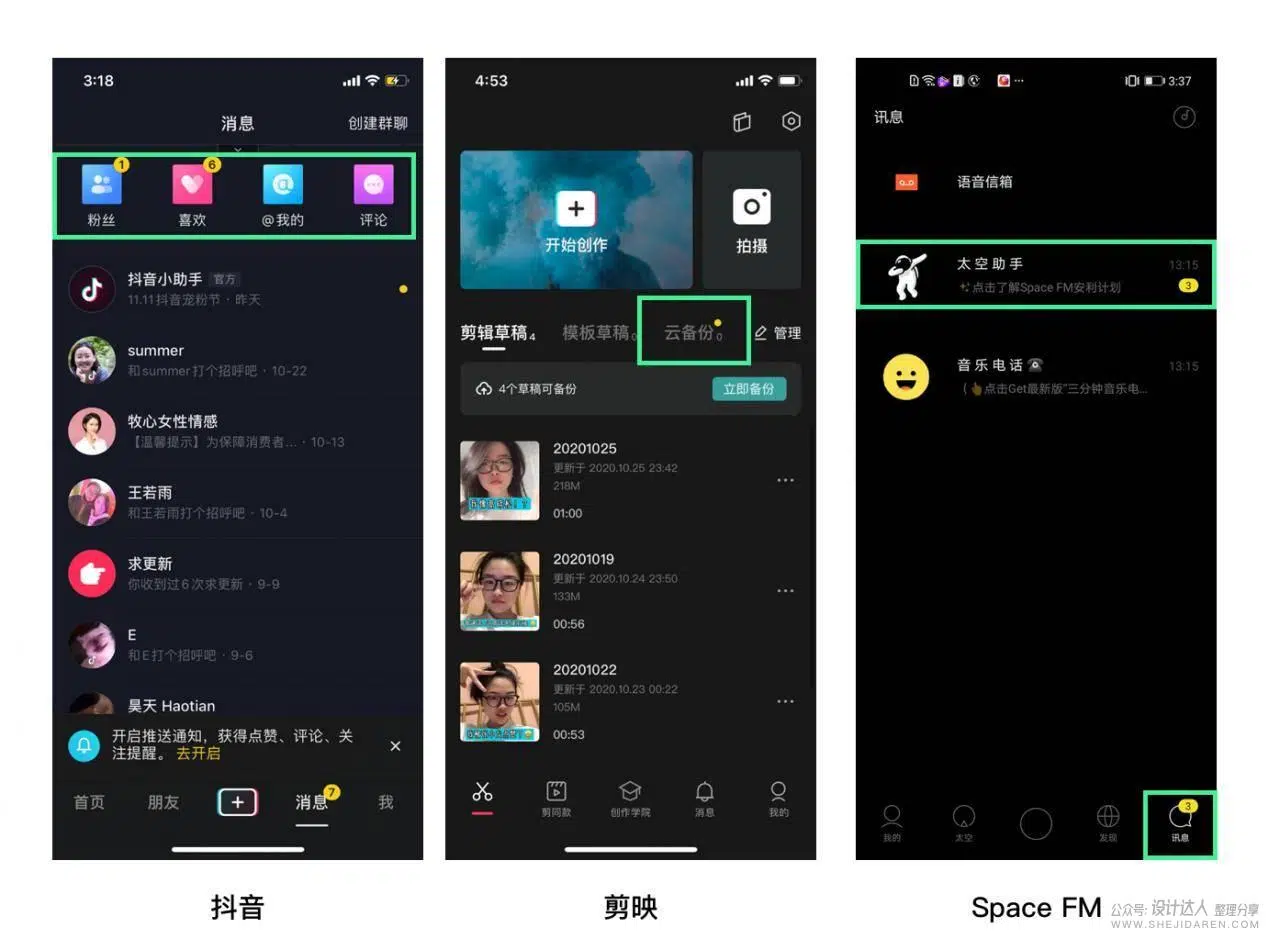 3:18
消息
创建群聊
1
6
粉丝
喜欢
@
@我的
评论
抖音小助手 官方
11.11抖音宠粉节 · 昨天
summer
和summer打个招呼吧 · 10-22
牧心女性情感
【温馨提示】为保障消费者... · 10-13
王若雨
和王若雨打个招呼吧 · 10-4
求更新
你收到过6次求更新 · 9-9
E
和E打个招呼吧 · 9-6
昊天 Haotian
开启推送通知，获得点赞、评论、关
注提醒。 去开启
首页
朋友
消息
7
我
抖音
4:53
开始创作
拍摄
剪辑草稿4
模板草稿0
云备份0
管理
4个草稿可备份
立即备份
20201025
更新于 2020.10.25 23:42
218M
01:00
20201019
更新于 2020.10.24 23:50
133M
00:56
20201022
更新于 2020.10.23 00:22
105M
00:53
剪同款
创作学院
消息
我的
剪映
3:37
讯息
语音信箱
太空助手
13:15
点击了解Space FM安利计划
3
音乐电话
13:15
（点击Get最新版"三分钟音乐电...
我的
太空
发现
3
讯息
Space FM
公众号: 设计达人 整理分享
WWW.SHEJIDAREN.COM